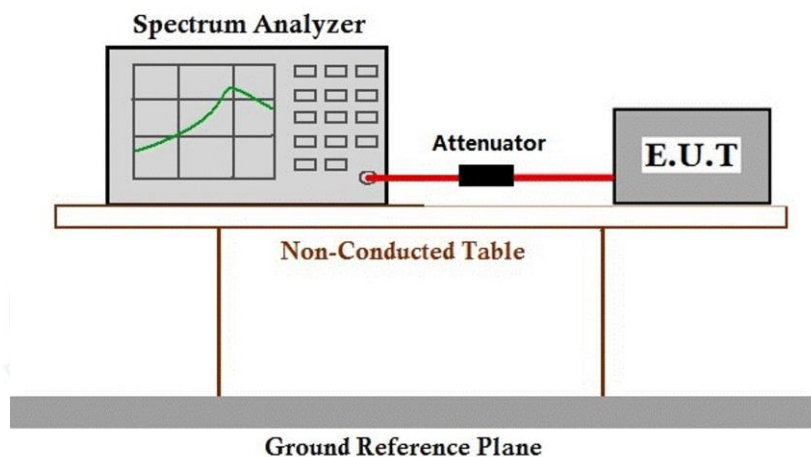 Spectrum Analyzer
Attenuator
E.U.T
Non-Conducted Table
Ground Reference Plane